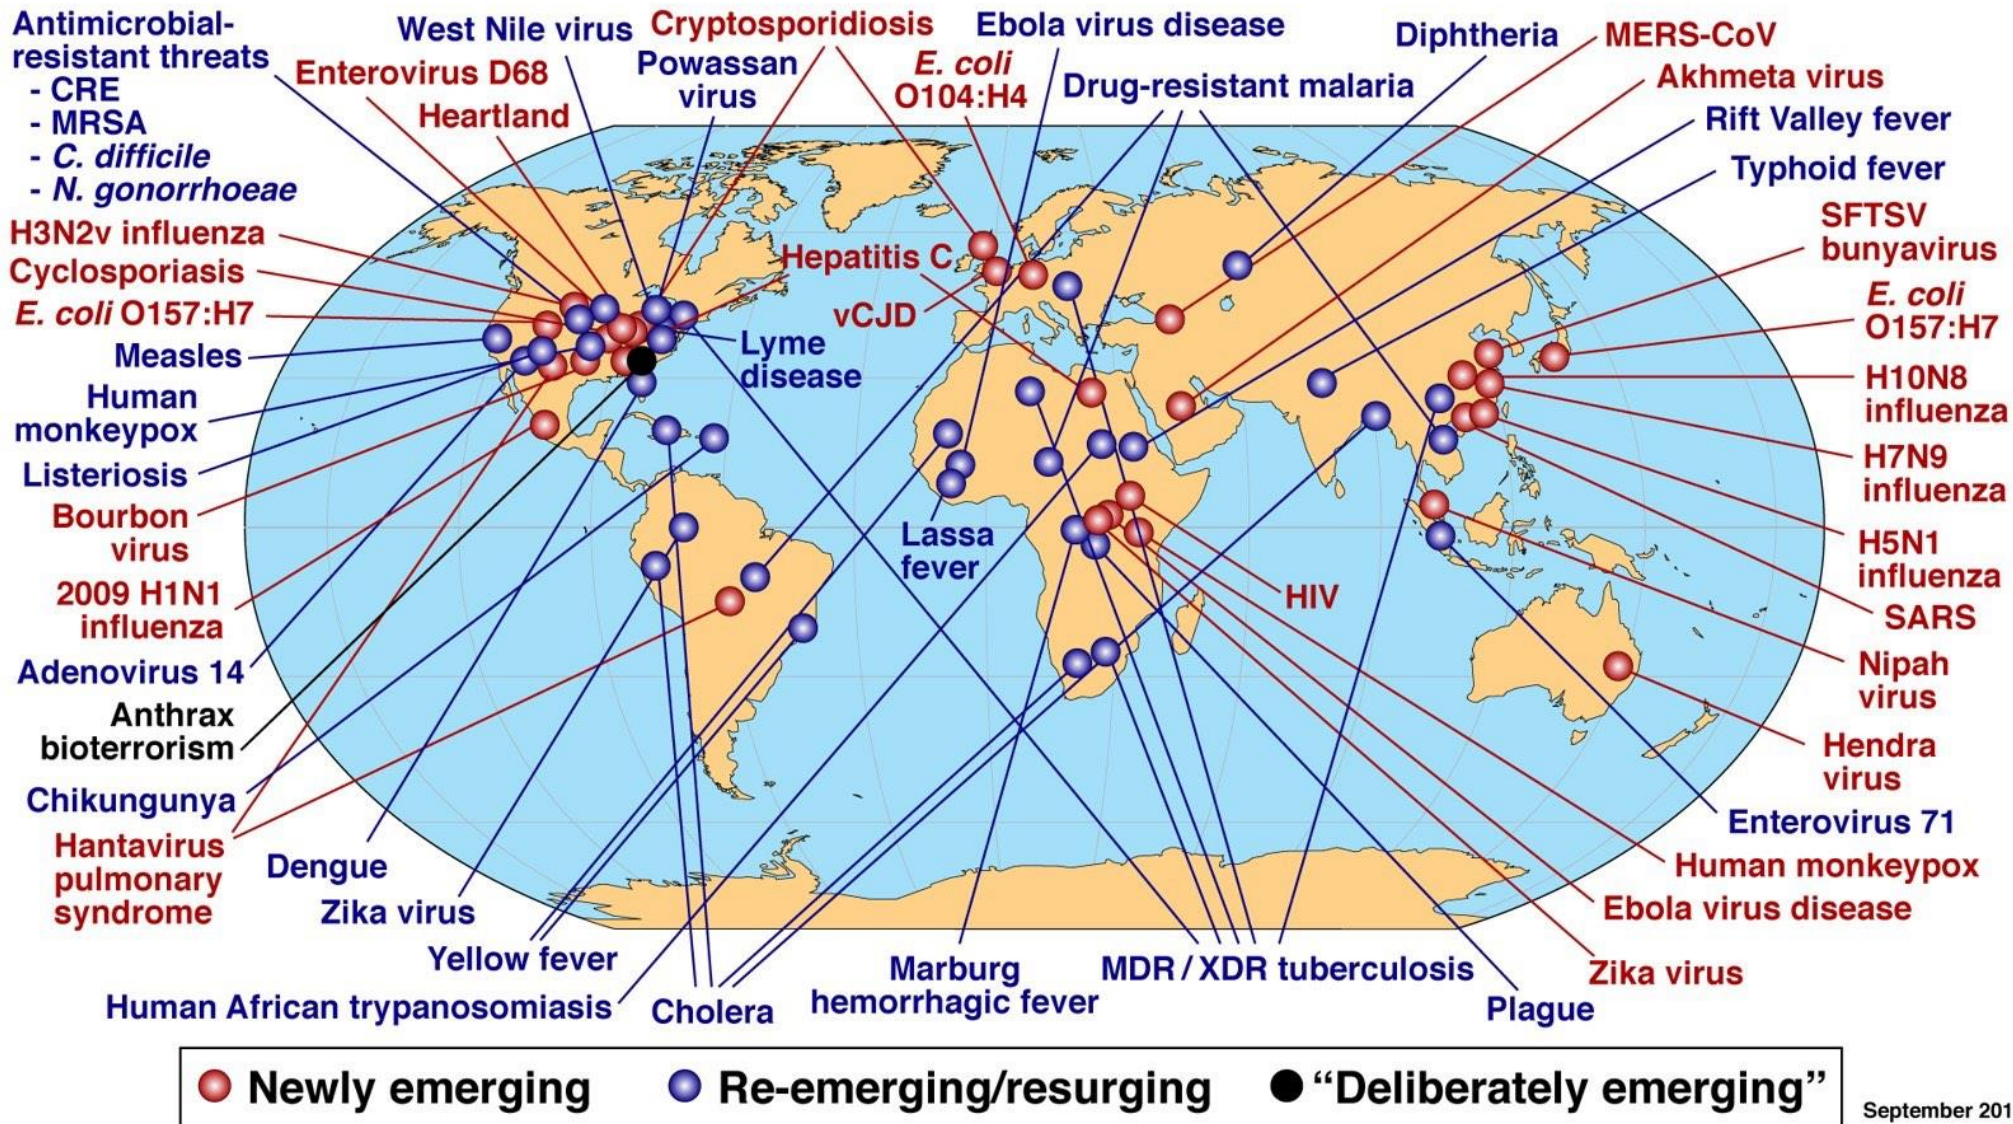 Antimicrobial-
resistant threats
- CRE
- MRSA
- C. difficile
- N. gonorrhoeae
Enterovirus D68
Heartland
West Nile virus
Powassan
virus
Cryptosporidiosis
E. coli
O104:H4
Ebola virus disease
Drug-resistant malaria
Diphtheria
MERS-CoV
Akhmeta virus
Rift Valley fever
Typhoid fever
SFTSV
bunyavirus
E. coli
O157:H7
H10N8
influenza
H7N9
influenza
H5N1
influenza
SARS
Nipah
virus
Hendra
virus
Enterovirus 71
Human monkeypox
Ebola virus disease
Zika virus
Plague
H3N2v influenza
Cyclosporiasis
E. coli O157:H7
Measles
Human
monkeypox
Listeriosis
Bourbon
virus
2009 H1N1
influenza
Adenovirus 14
Anthrax
bioterrorism
Chikungunya
Hantavirus
pulmonary
syndrome
Dengue
Zika virus
Yellow fever
Human African trypanosomiasis
Cholera
Marburg
hemorrhagic fever
MDR / XDR tuberculosis
Hepatitis C
vCJD
Lyme
disease
Lassa
fever
HIV
Newly emerging
Re-emerging/resurging
“Deliberately emerging”
September 201